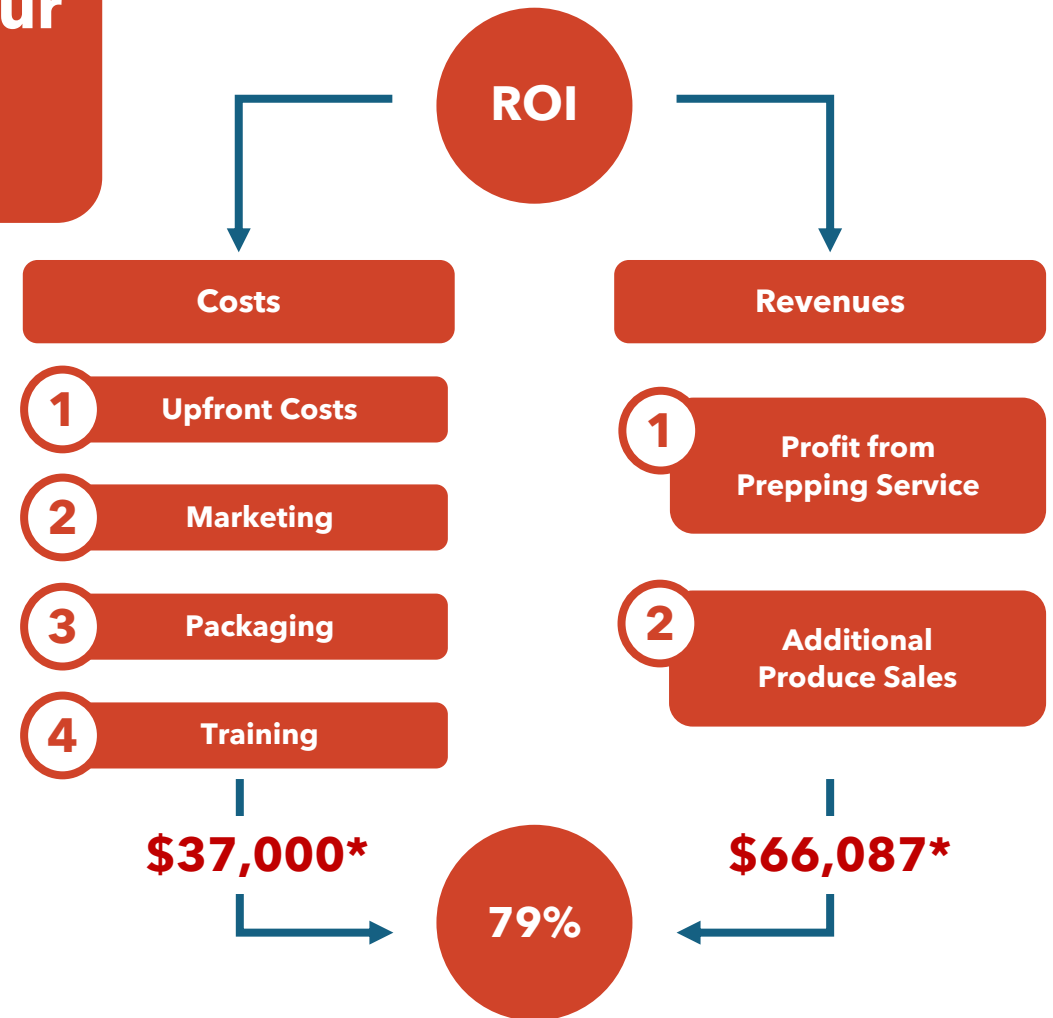 ur
ROI
Costs
1
Upfront Costs
2
Marketing
3
Packaging
4
Training
$37,000*
Revenues
1
Profit from
Prepping Service
2
Additional
Produce Sales
$66,087*
79%